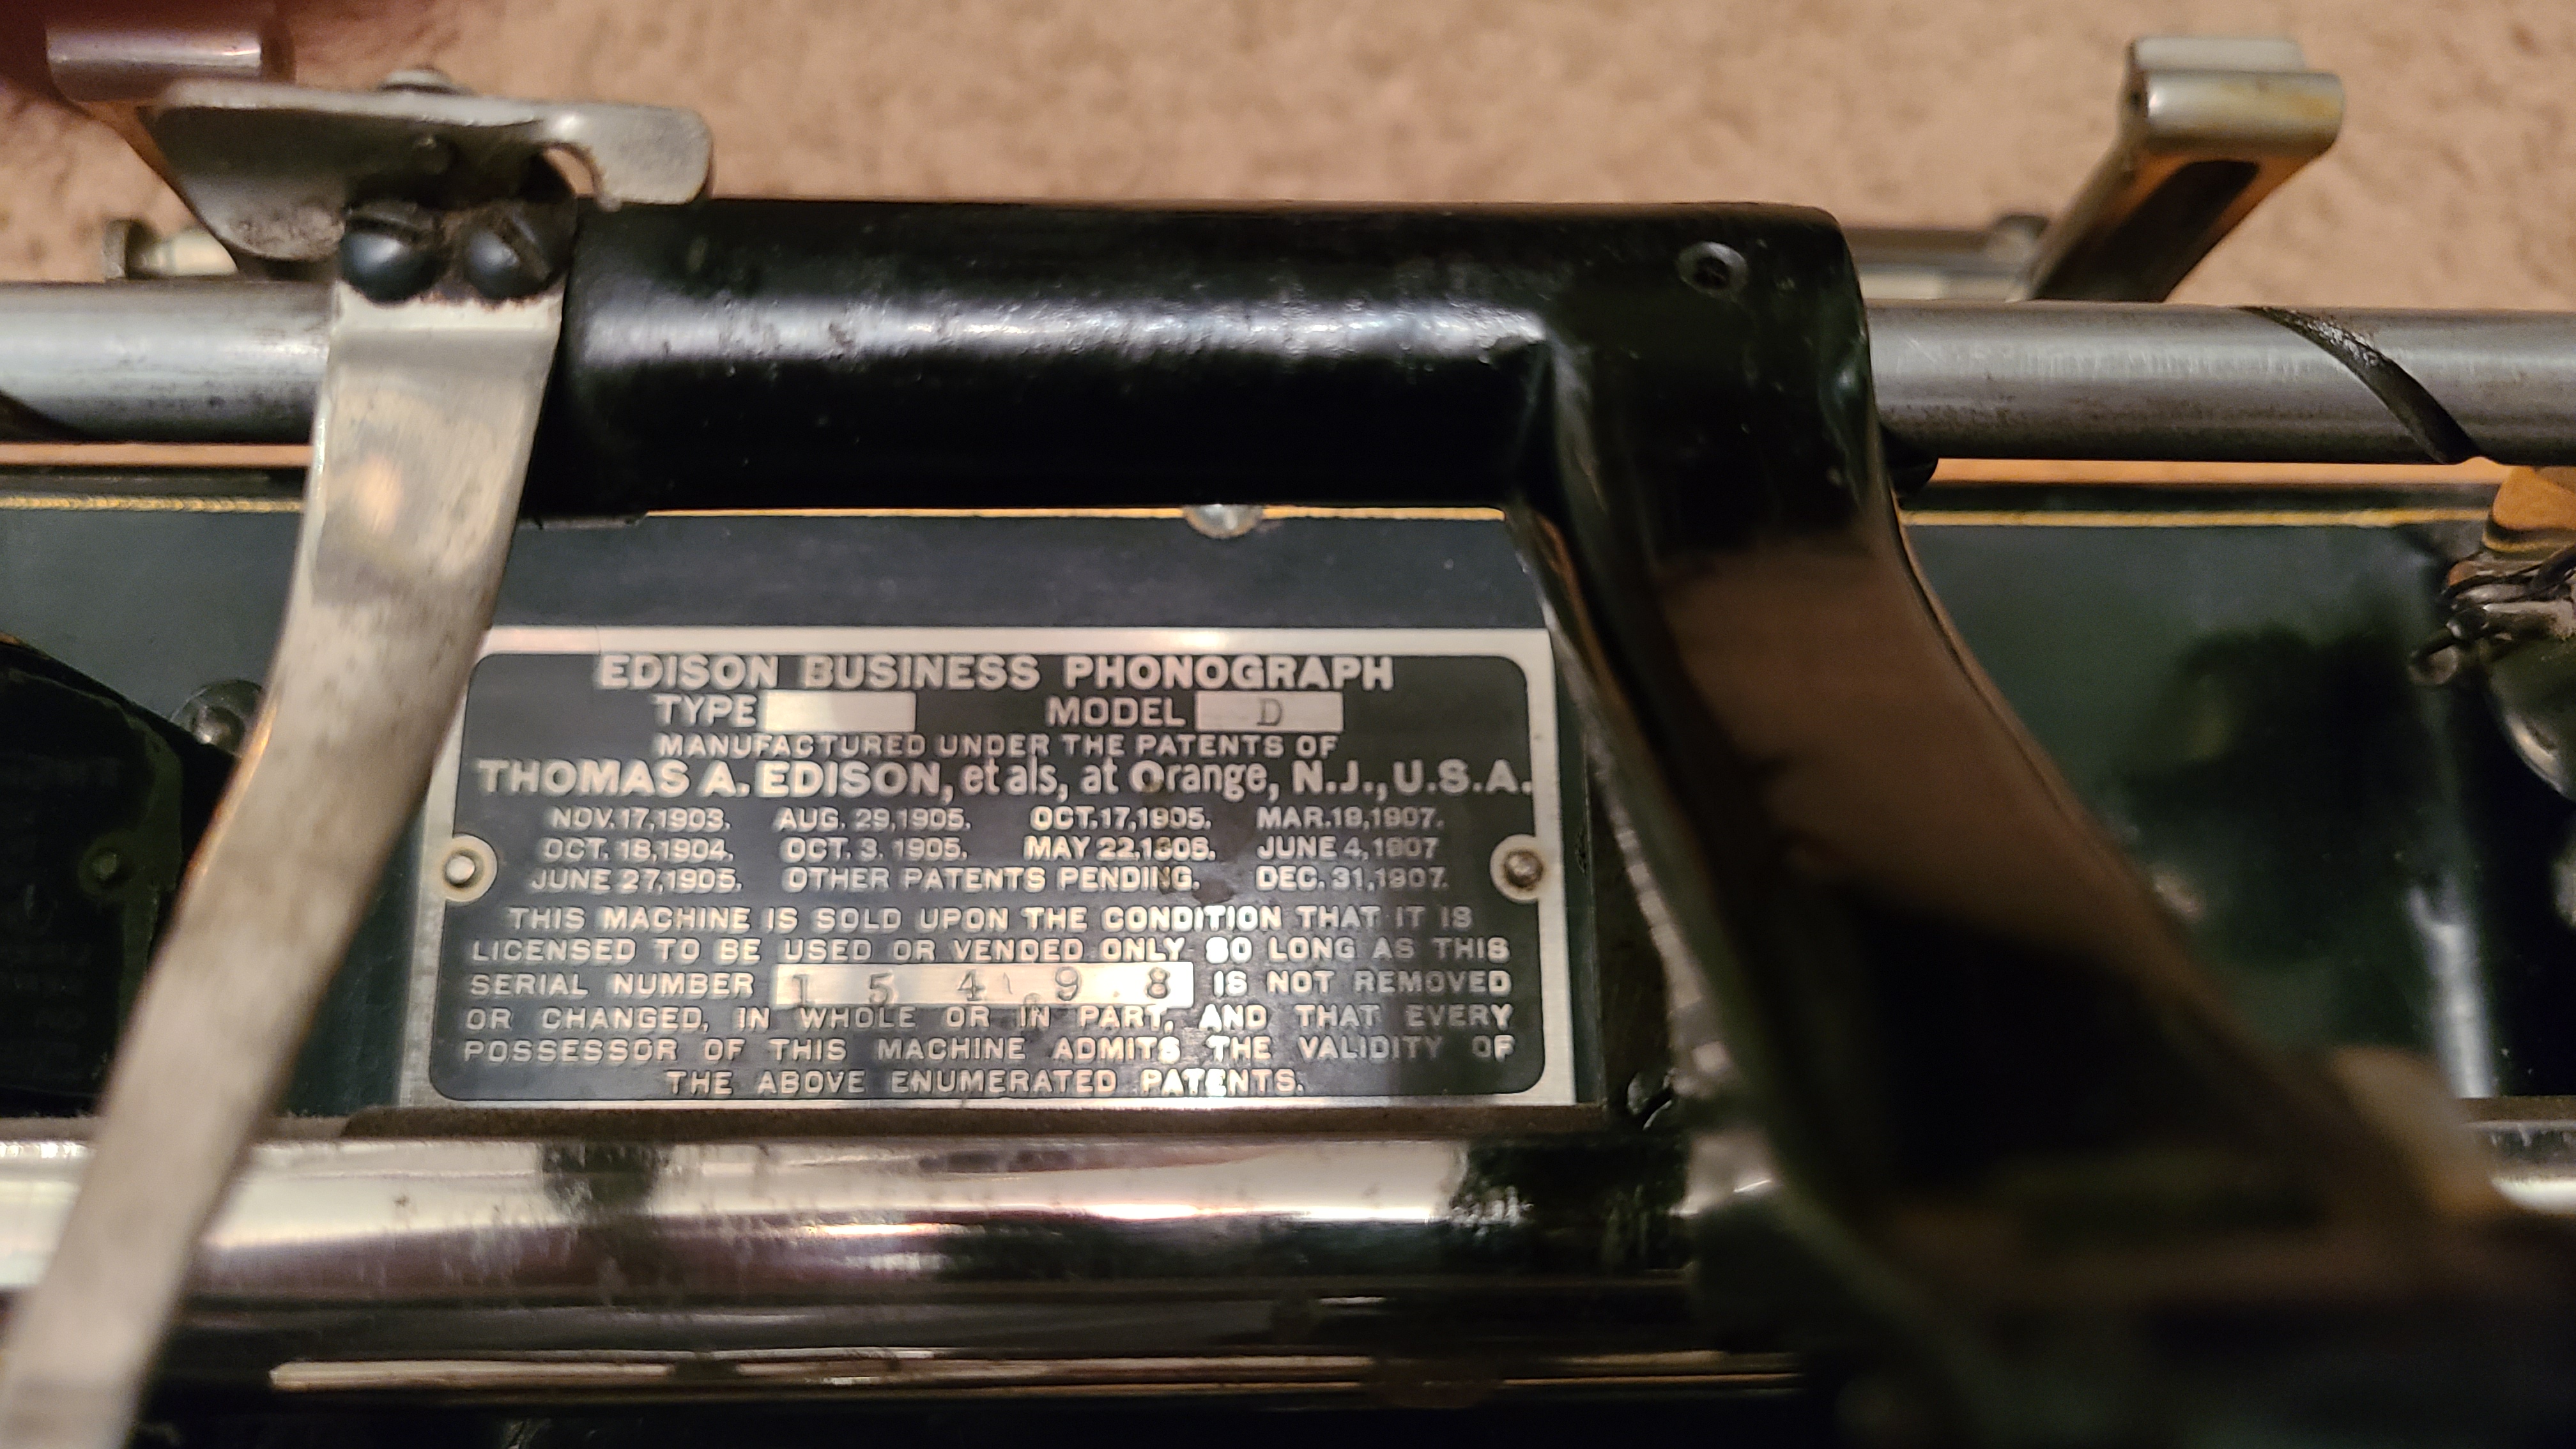 EDISON BUSINESS PHONOGRAPH
TYPE MODEL D
MANUFACTURED UNDER THE PATENTS OF
THOMAS A. EDISON, et als, at Orange, N.J., U.S.A.
NOV. 17,1903. AUG. 29,1905. OCT.17,1905. MAR.19,1907.
OCT. 18,1904. OCT. 3. 1905. MAY 22,1906. JUNE 4,1907
JUNE 27,1905. OTHER PATENTS PENDING. DEC. 31,1907.
THIS MACHINE IS SOLD UPON THE CONDITION THAT IT IS
LICENSED TO BE USED OR VENDED ONLY SO LONG AS THIS
SERIAL NUMBER 15498 IS NOT REMOVED
OR CHANGED, IN WHOLE OR IN PART, AND THAT EVERY
POSSESSOR OF THIS MACHINE ADMITS THE VALIDITY OF
THE ABOVE ENUMERATED PATENTS.